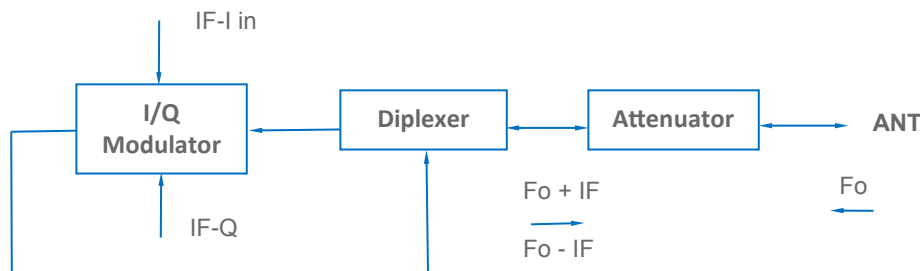 IF-I in
I/Q
Modulator
Diplexer
Attenuator
ANT
Fo
Fo + IF
IF-Q
Fo - IF